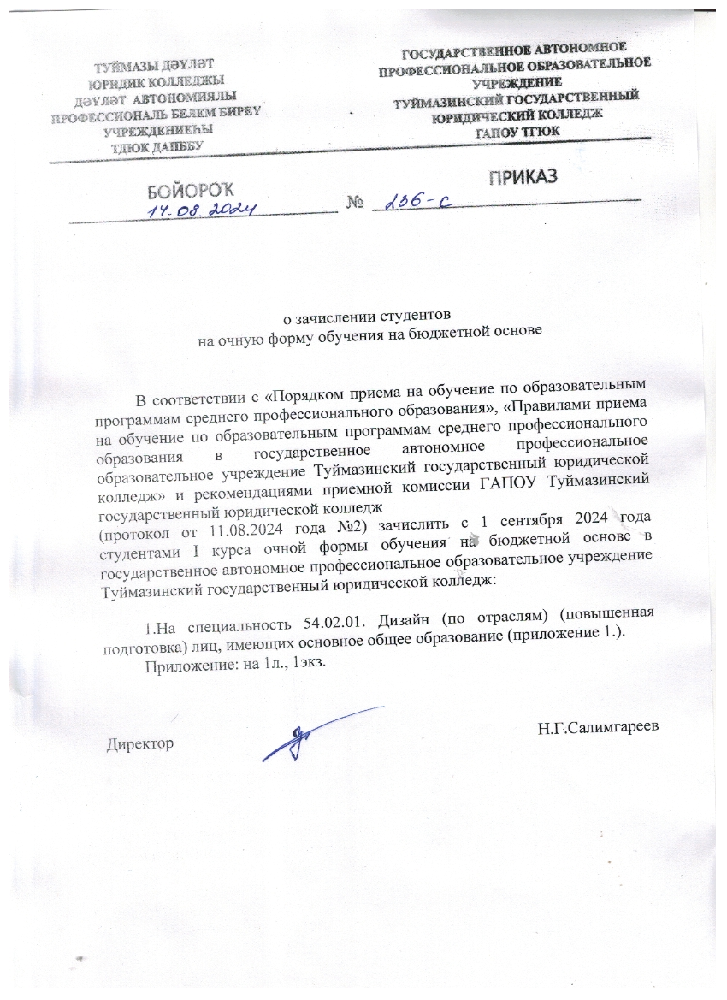 ТУЙМАЗЫ ДӘҮЛӘТ
ЮРИДИК КОЛЛЕДЖЫ
ДӘҮЛӘТ АВТОНОМИЯЛЫ
ПРОФЕССИОНАЛЬ БЕЛЕМ БИРЕҮ
УЧРЕЖДЕНИЕҺЫ
ТДЮК ДАПББУ
ГОСУДАРСТВЕННОЕ АВТОНОМНОЕ
ПРОФЕССИОНАЛЬНОЕ ОБРАЗОВАТЕЛЬНОЕ
УЧРЕЖДЕНИЕ
ТУЙМАЗИНСКИЙ ГОСУДАРСТВЕННЫЙ
ЮРИДИЧЕСКИЙ КОЛЛЕДЖ
ГАПОУ ТГЮК
БОЙОРОҠ
ПРИКАЗ
14.08.2024 № 236-с
о зачислении студентов
на очную форму обучения на бюджетной основе
В соответствии с «Порядком приема на обучение по образовательным
программам среднего профессионального образования», «Правилами приема
на обучение по образовательным программам среднего профессионального
образования в государственное автономное профессиональное
образовательное учреждение Туймазинский государственный юридической
колледж» и рекомендациями приемной комиссии ГАПОУ Туймазинский
государственный юридической колледж
(протокол от 11.08.2024 года №2) зачислить с 1 сентября 2024 года
студентами I курса очной формы обучения на бюджетной основе в
государственное автономное профессиональное образовательное учреждение
Туймазинский государственный юридической колледж:
1.На специальность 54.02.01. Дизайн (по отраслям) (повышенная
подготовка) лиц, имеющих основное общее образование (приложение 1.).
Приложение: на 1л., 1экз.
Директор Н.Г.Салимгареев